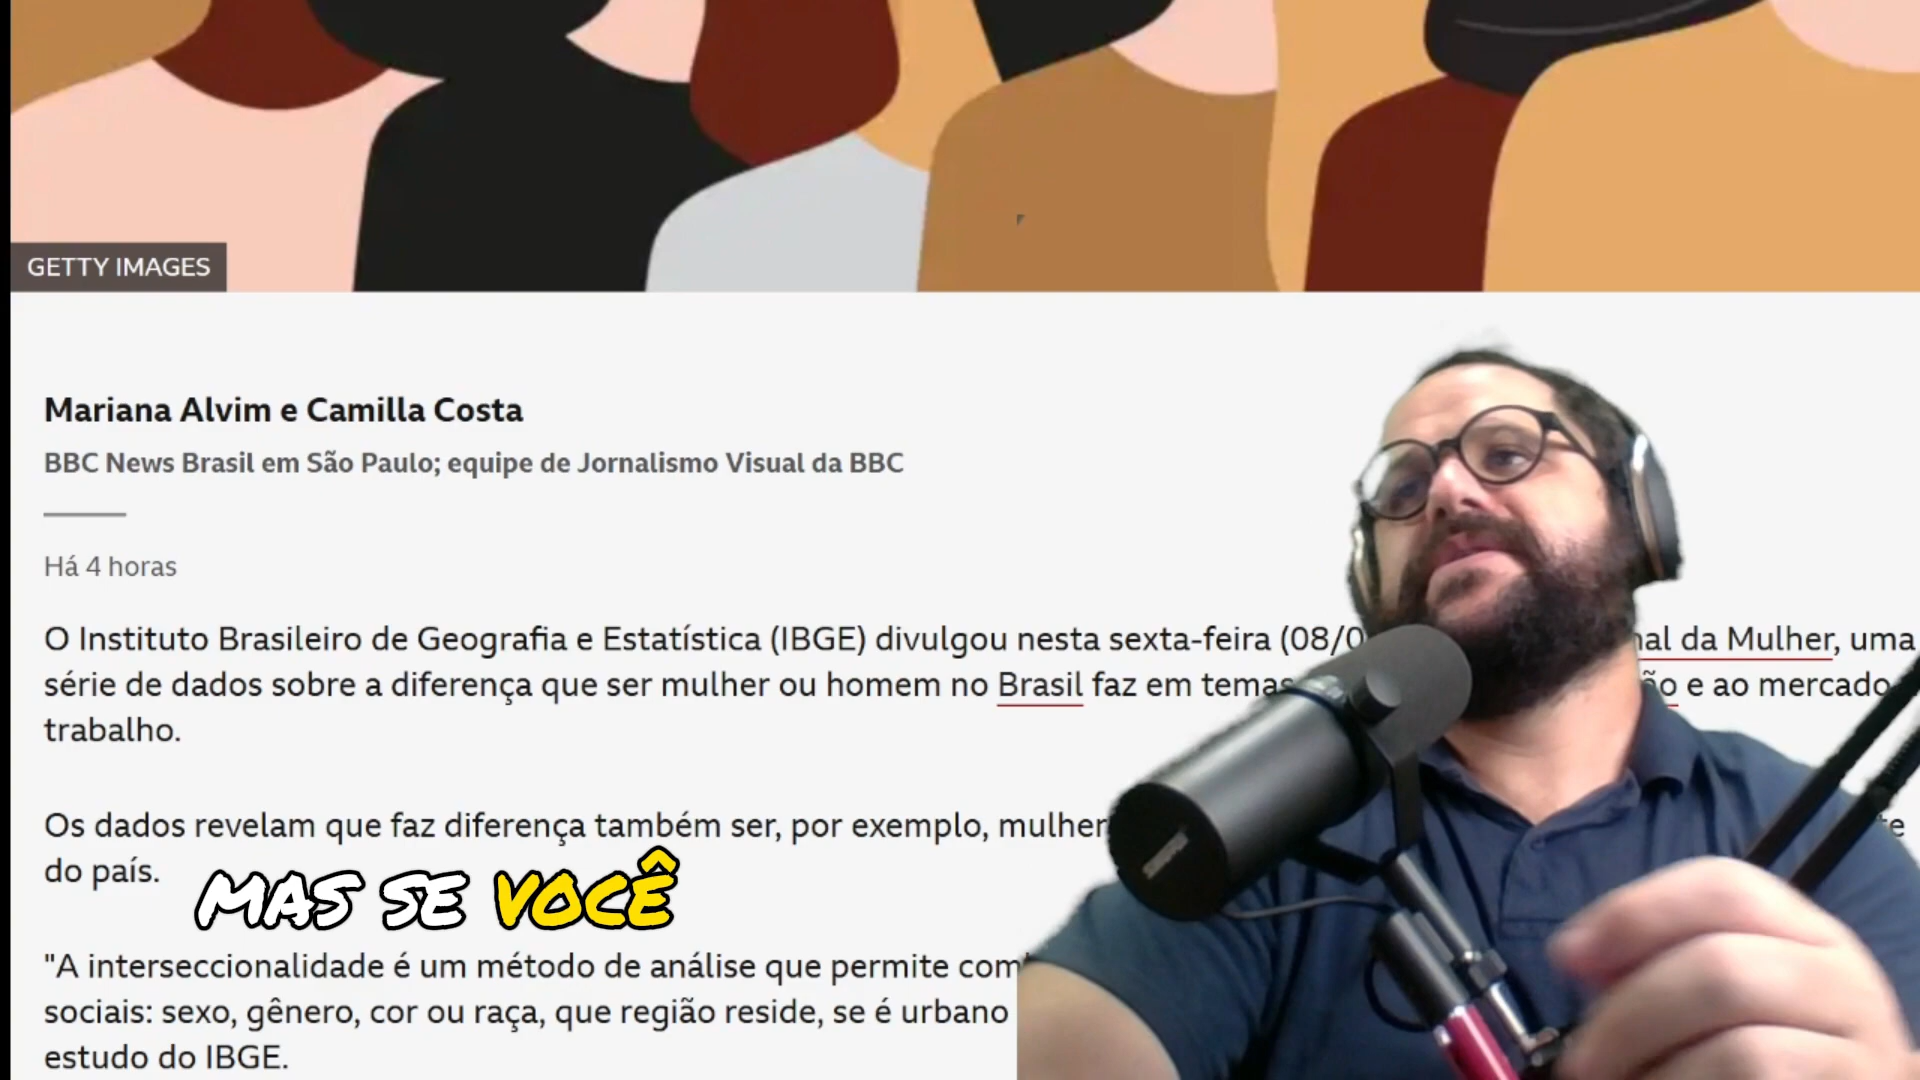 GETTY IMAGES
Mariana Alvim e Camilla Costa
BBC News Brasil em São Paulo; equipe de Jornalismo Visual da BBC
Há 4 horas
O Instituto Brasileiro de Geografia e Estatística (IBGE) divulgou nesta sexta-feira (08/0 nal da Mulher, uma
série de dados sobre a diferença que ser mulher ou homem no Brasil faz em temas ão e ao mercado
trabalho.
Os dados revelam que faz diferença também ser, por exemplo, mulher te
do país.
MAS SE VOCÊ
"A interseccionalidade é um método de análise que permite com
sociais: sexo, gênero, cor ou raça, que região reside, se é urbano
estudo do IBGE.